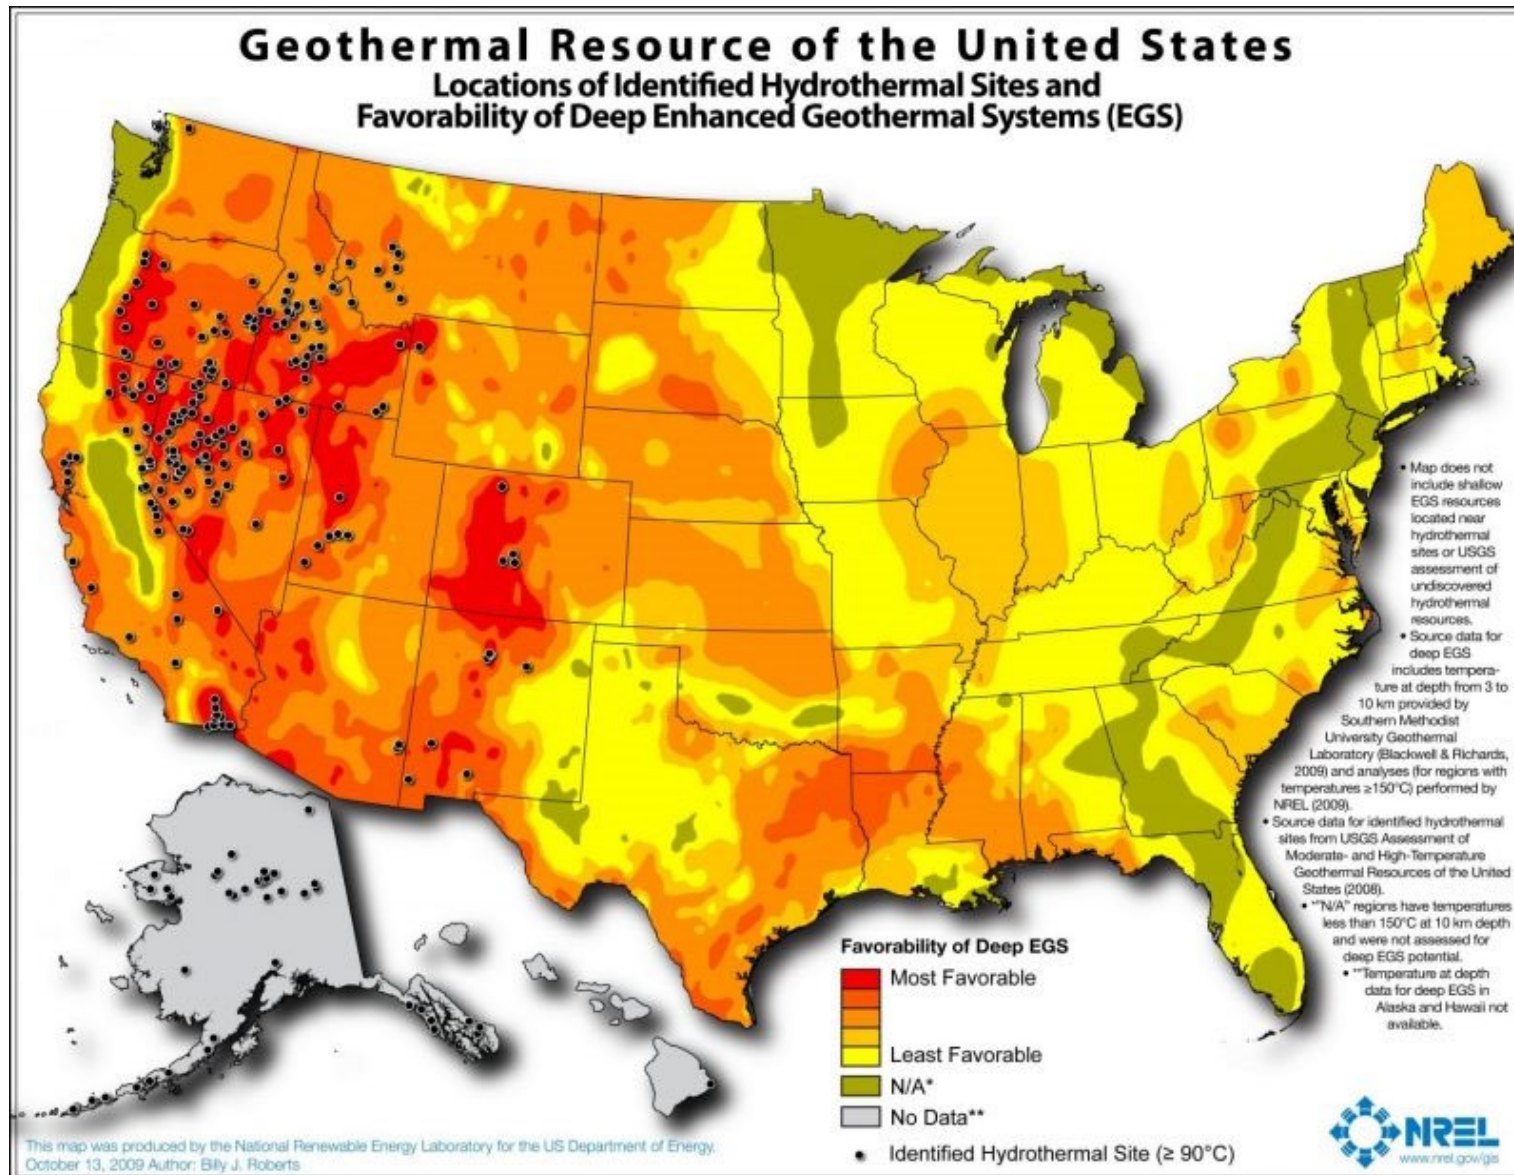 Geothermal Resource of the United States
Locations of Identified Hydrothermal Sites and
Favorability of Deep Enhanced Geothermal Systems (EGS)
• Map does not
include shallow
EGS resources
located near
hydrothermal
sites or USGS
assessment of
undiscovered
hydrothermal
resources.
• Source data for
deep EGS
includes tempera-
ture at depth from 3 to
10 km provided by
Southern Methodist
University Geothermal
Laboratory (Blackwell & Richards,
2009) and analyses (for regions with
temperatures ≥150°C) performed by
NREL (2009).
• Source data for identified hydrothermal
sites from USGS Assessment of
Moderate- and High-Temperature
Geothermal Resources of the United
States (2008).
• *"N/A" regions have temperatures
less than 150°C at 10 km depth
and were not assessed for
deep EGS potential.
• **Temperature at depth
data for deep EGS in
Alaska and Hawaii not
available.
Favorability of Deep EGS
Most Favorable
Least Favorable
N/A*
No Data**
Identified Hydrothermal Site (≥ 90°C)
This map was produced by the National Renewable Energy Laboratory for the US Department of Energy.
October 13, 2009 Author: Billy J. Roberts
NREL
www.nrel.gov/gis